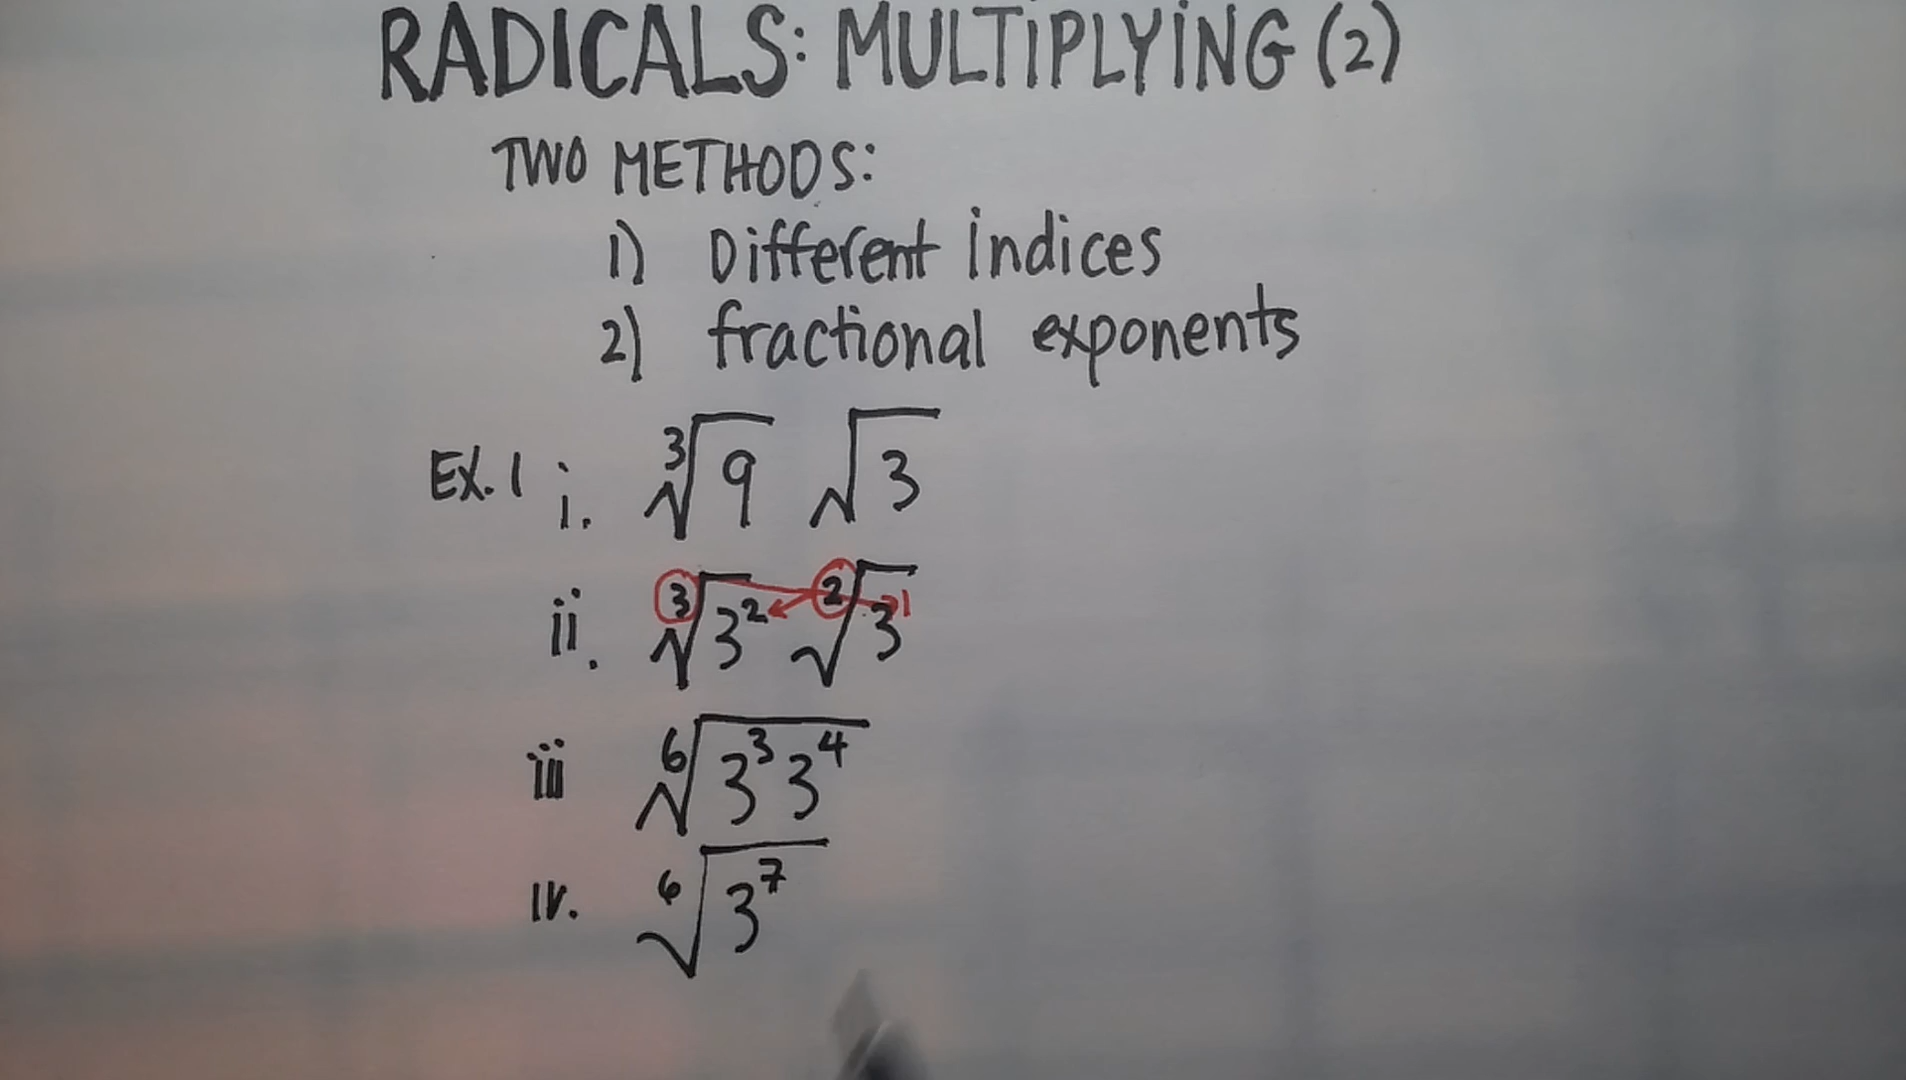 RADICALS: MULTIPLYING (2)
TWO METHODS:
1) Different indices
2) fractional exponents
Ex. 1 i. ∛9 √3
ii. ∛3² ²√3¹
iii ⁶√3³3⁴
iv. ⁶√3⁷